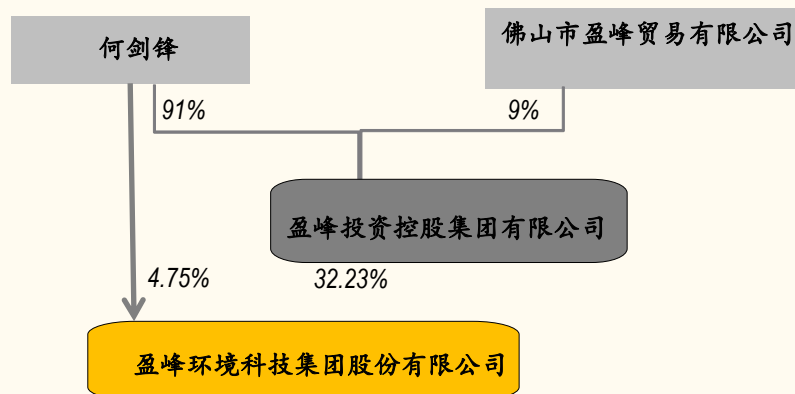 何剑锋
佛山市盈峰贸易有限公司
91%
9%
盈峰投资控股集团有限公司
4.75%
32.23%
盈峰环境科技集团股份有限公司